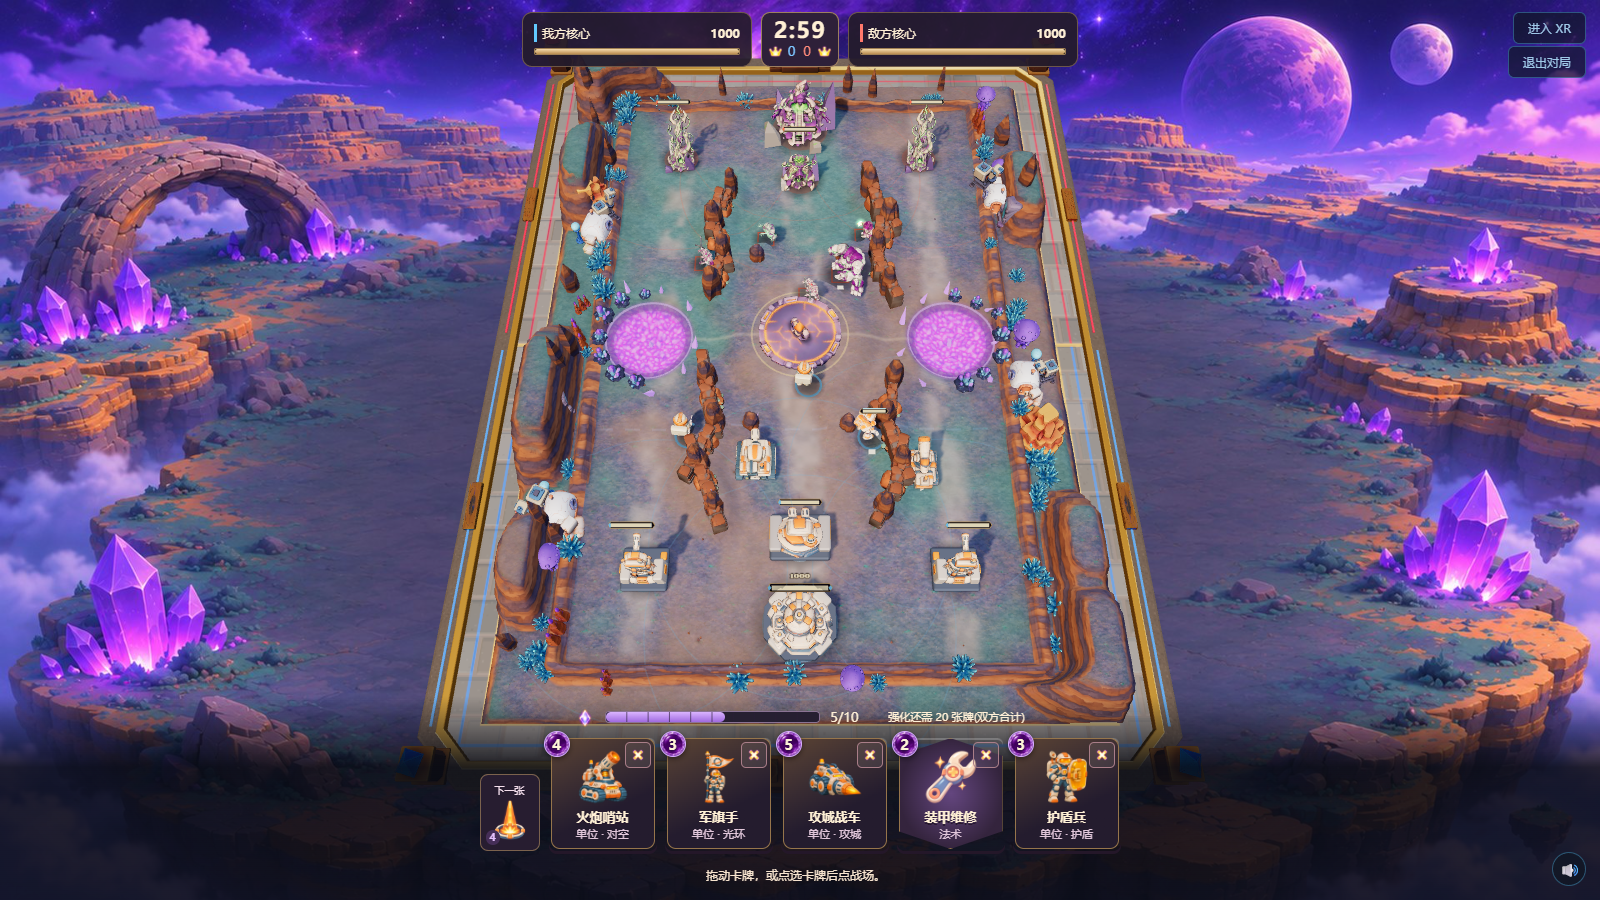 我方核心 1000
2:59
0 0
敌方核心 1000
进入 XR
退出对局
1000
5/10
强化还需 20 张牌(双方合计)
下一张
4
4
火炮哨站
单位 · 对空
3
军旗手
单位 · 光环
5
攻城战车
单位 · 攻城
2
装甲维修
法术
3
护盾兵
单位 · 护盾
拖动卡牌，或点选卡牌后点战场。